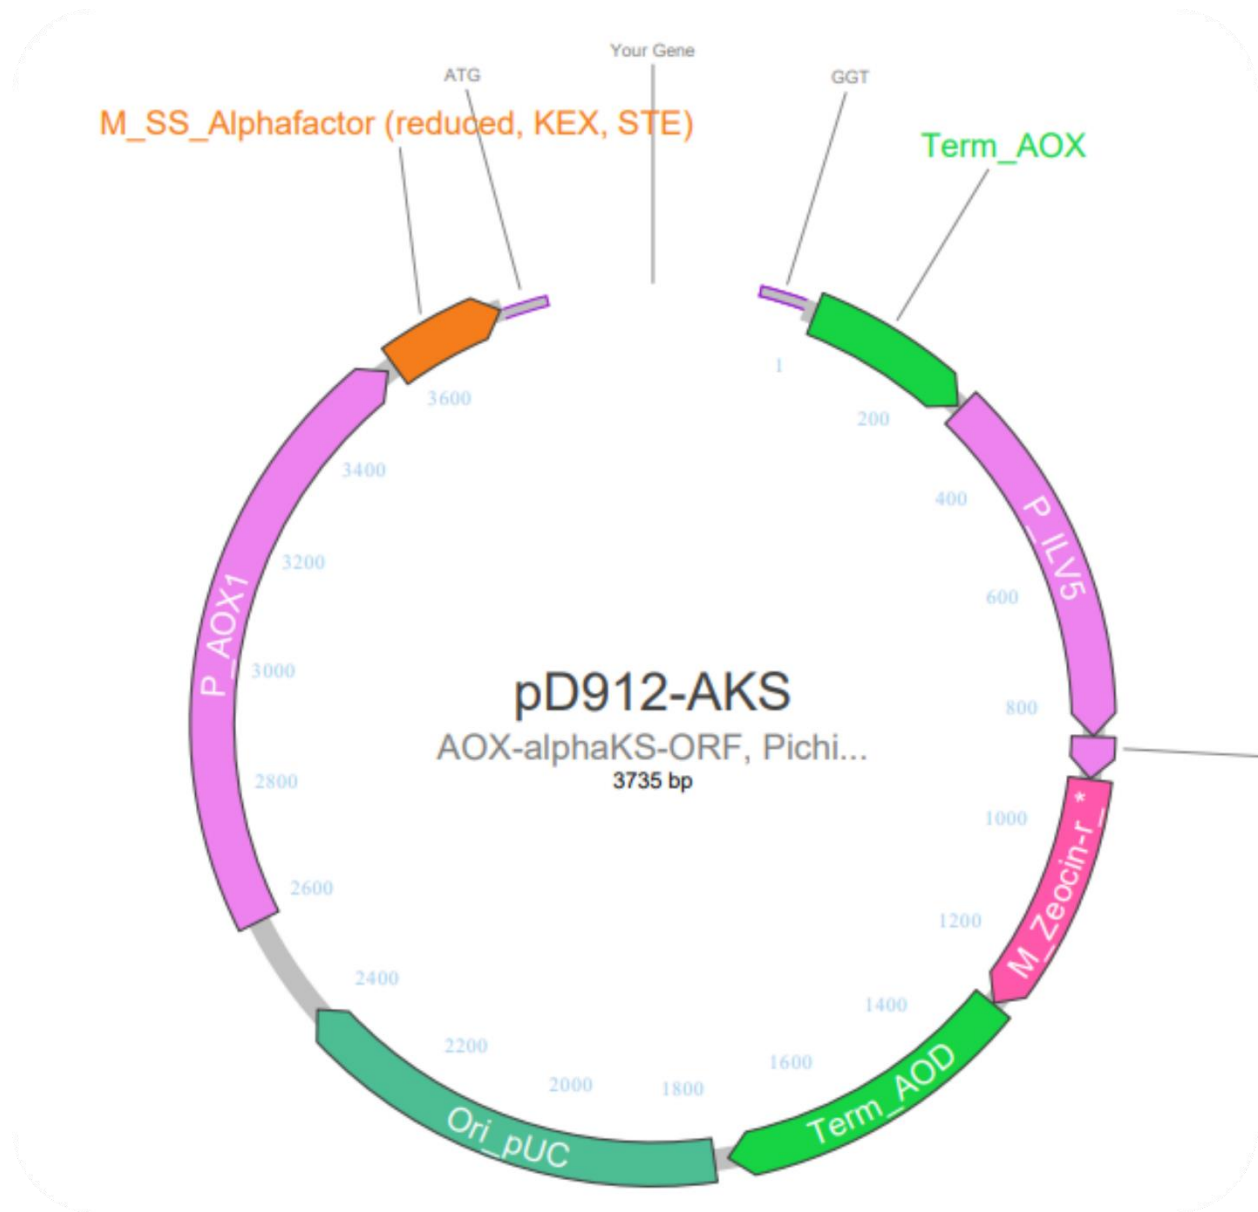 Your Gene
ATG
GGT
M_SS_Alphafactor (reduced, KEX, STE)
Term_AOX
1
3600
200
3400
400
P_ILV5
3200
600
P_AOX1
3000
pD912-AKS
800
AOX-alphaKS-ORF, Pichi...
3735 bp
2800
M_Zeocin-r_*
1000
2600
1200
2400
1400
2200
1600
Term_AOD
2000
1800
Ori_pUC